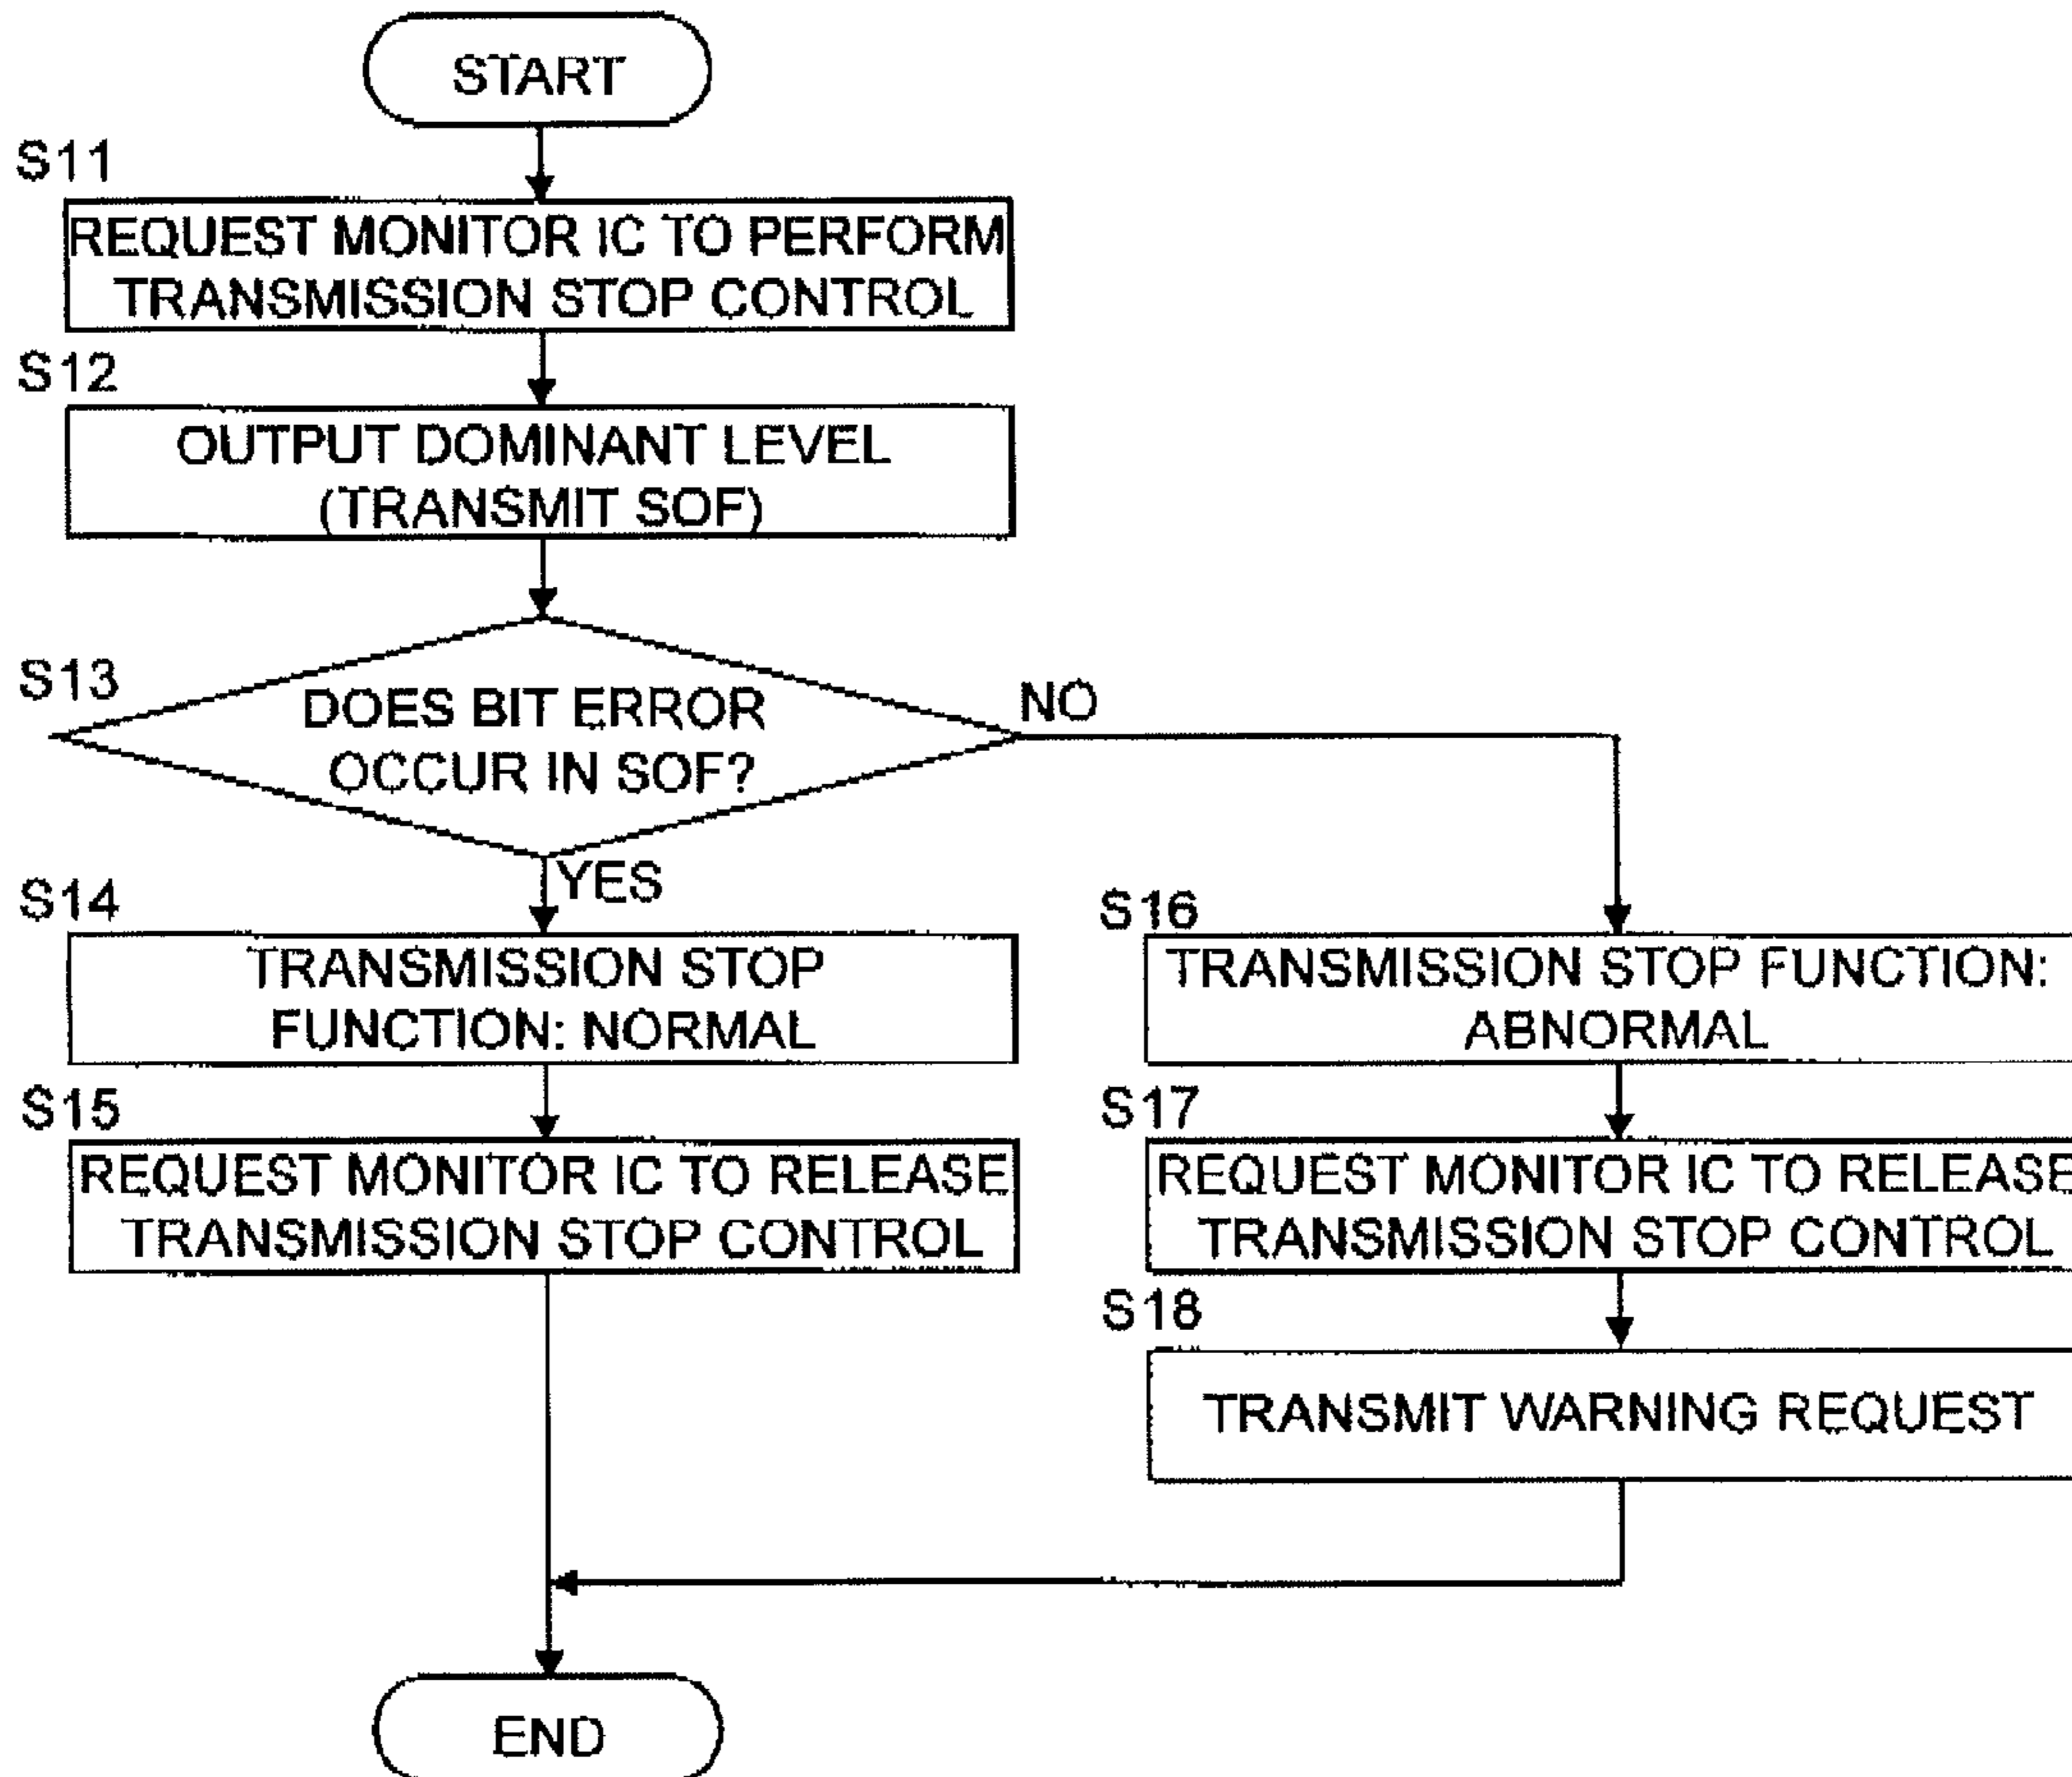 START
S11
REQUEST MONITOR IC TO PERFORM
TRANSMISSION STOP CONTROL
S12
OUTPUT DOMINANT LEVEL
(TRANSMIT SOF)
S13
DOES BIT ERROR
OCCUR IN SOF?
NO
YES
S14
TRANSMISSION STOP
FUNCTION: NORMAL
S15
REQUEST MONITOR IC TO RELEASE
TRANSMISSION STOP CONTROL
S16
TRANSMISSION STOP FUNCTION:
ABNORMAL
S17
REQUEST MONITOR IC TO RELEASE
TRANSMISSION STOP CONTROL
S18
TRANSMIT WARNING REQUEST
END